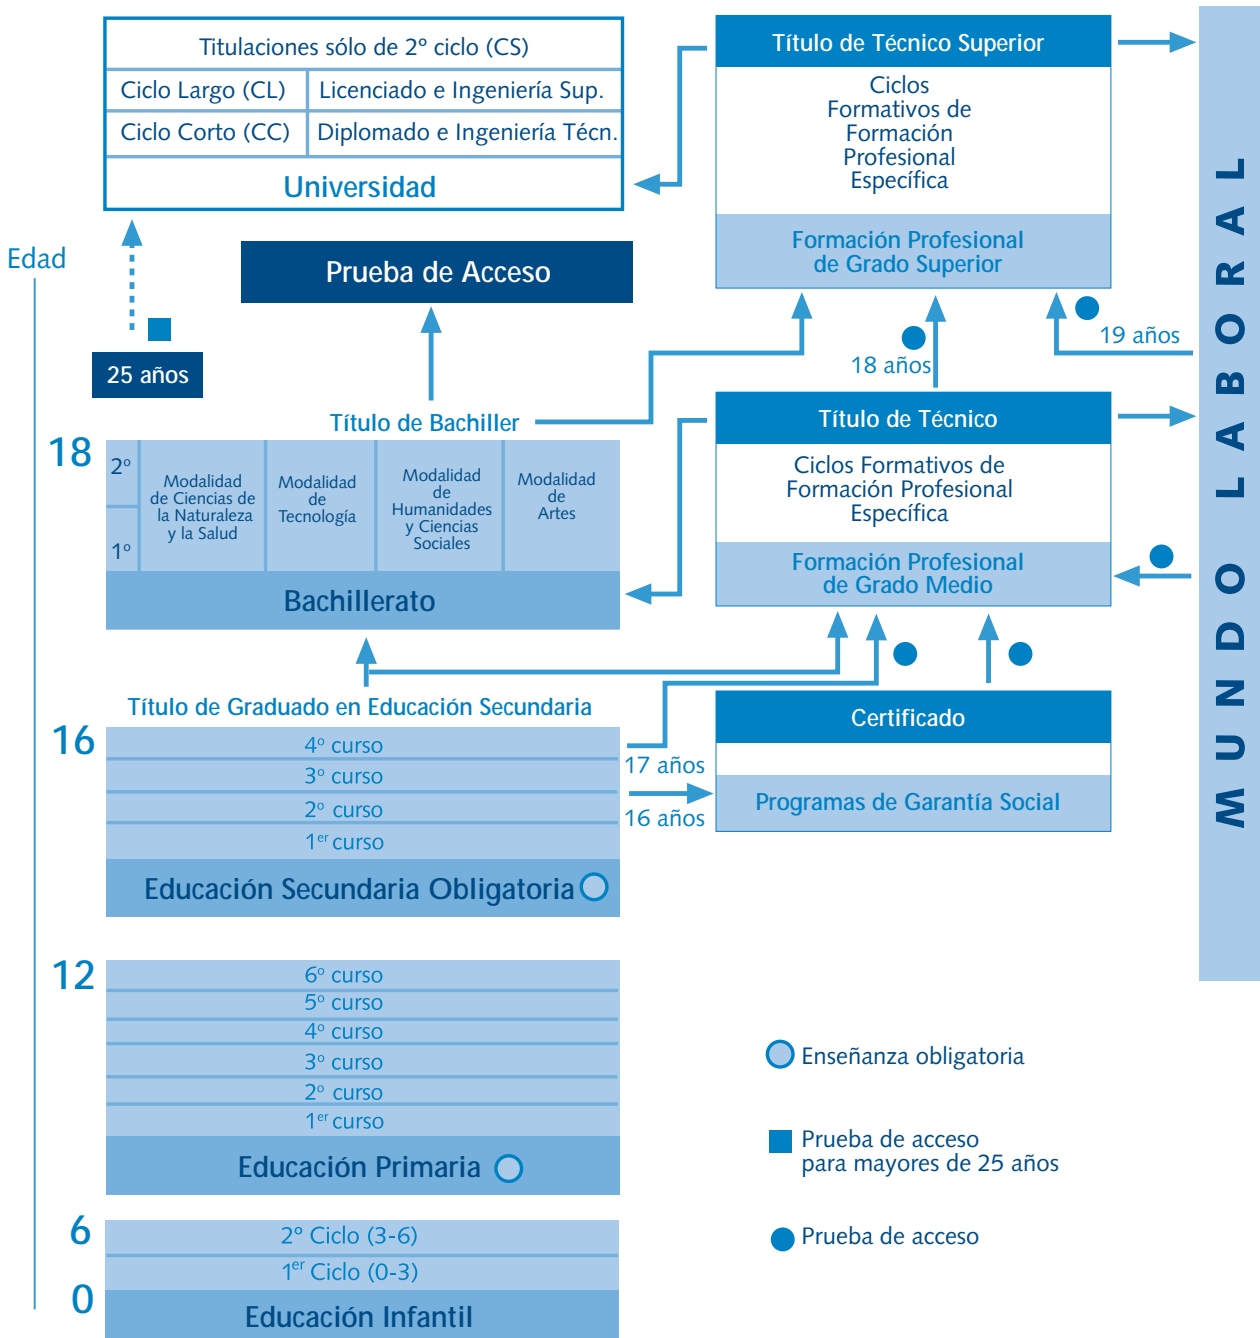 Titulaciones sólo de 2º ciclo (CS)
Ciclo Largo (CL)
Licenciado e Ingeniería Sup.
Ciclo Corto (CC)
Diplomado e Ingeniería Técn.
Universidad
Título de Técnico Superior
Ciclos
Formativos de
Formación
Profesional
Específica
Formación Profesional
de Grado Superior
MUNDO LABORAL
Edad
Prueba de Acceso
25 años
18 años
19 años
Título de Bachiller
18
2º
1º
Modalidad
de Ciencias de
la Naturaleza
y la Salud
Modalidad
de
Tecnología
Modalidad
de
Humanidades
y Ciencias
Sociales
Modalidad
de
Artes
Bachillerato
Título de Técnico
Ciclos Formativos de
Formación Profesional
Específica
Formación Profesional
de Grado Medio
Título de Graduado en Educación Secundaria
16
4º curso
3º curso
2º curso
1er curso
Educación Secundaria Obligatoria
17 años
16 años
Certificado
Programas de Garantía Social
12
6º curso
5º curso
4º curso
3º curso
2º curso
1er curso
Educación Primaria
6
2º Ciclo (3-6)
1er Ciclo (0-3)
0
Educación Infantil
Enseñanza obligatoria
Prueba de acceso
para mayores de 25 años
Prueba de acceso